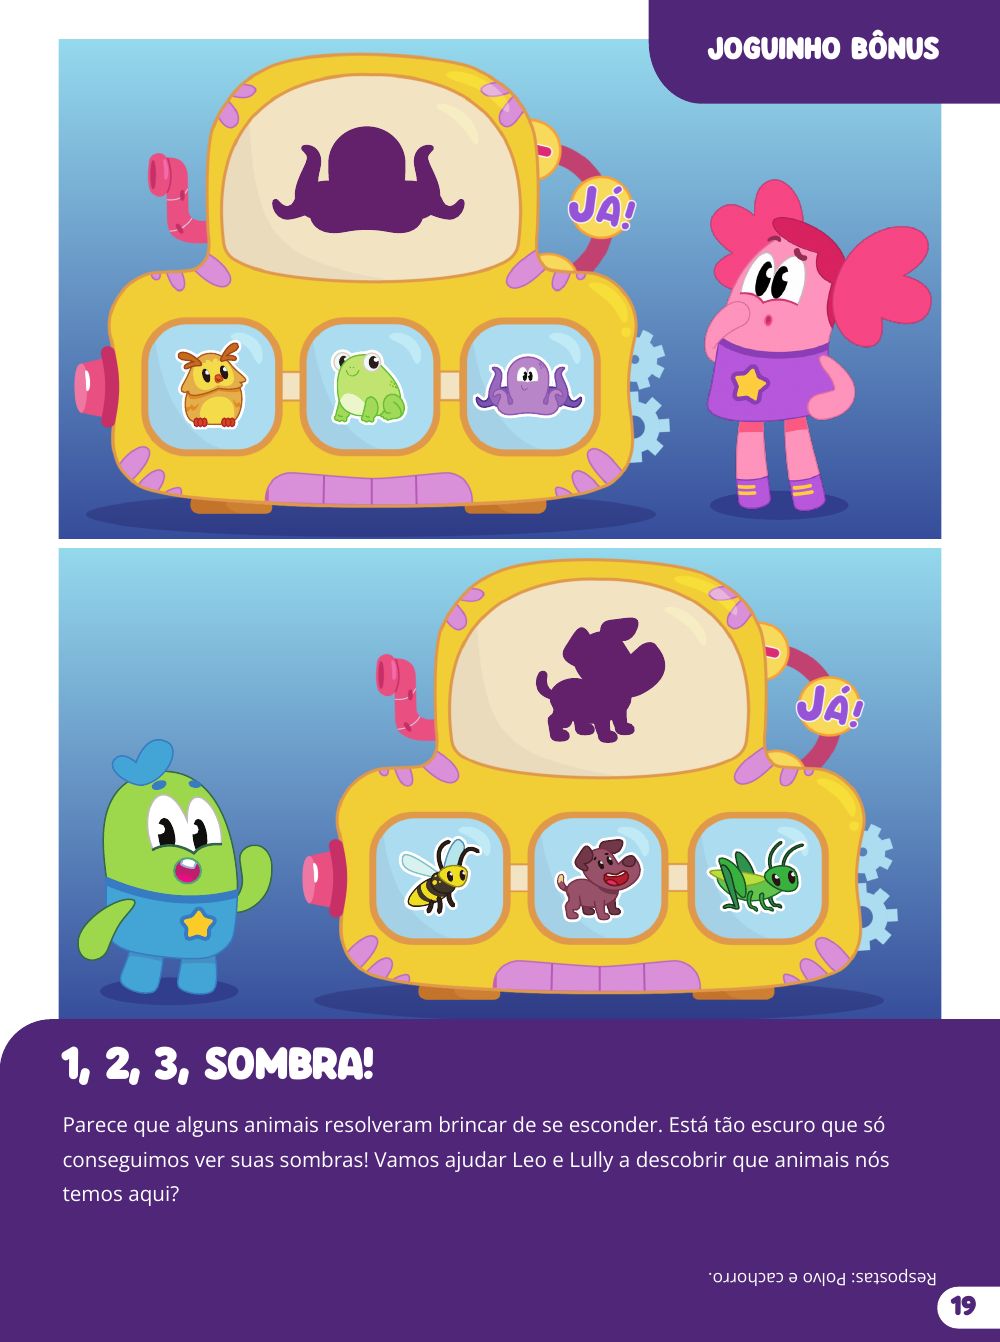 JOGUINHO BÔNUS
JÁ!
JÁ!
1, 2, 3, SOMBRA!
Parece que alguns animais resolveram brincar de se esconder. Está tão escuro que só
conseguimos ver suas sombras! Vamos ajudar Leo e Lully a descobrir que animais nós
temos aqui?
Respostas: Polvo e cachorro.
19